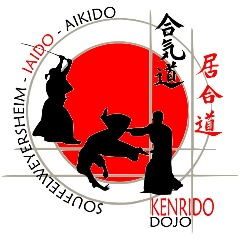 SOUFFELWEYERSHEIM - IAIDO - AIKIDO
合気道
居合道
KENRIDO
DOJO